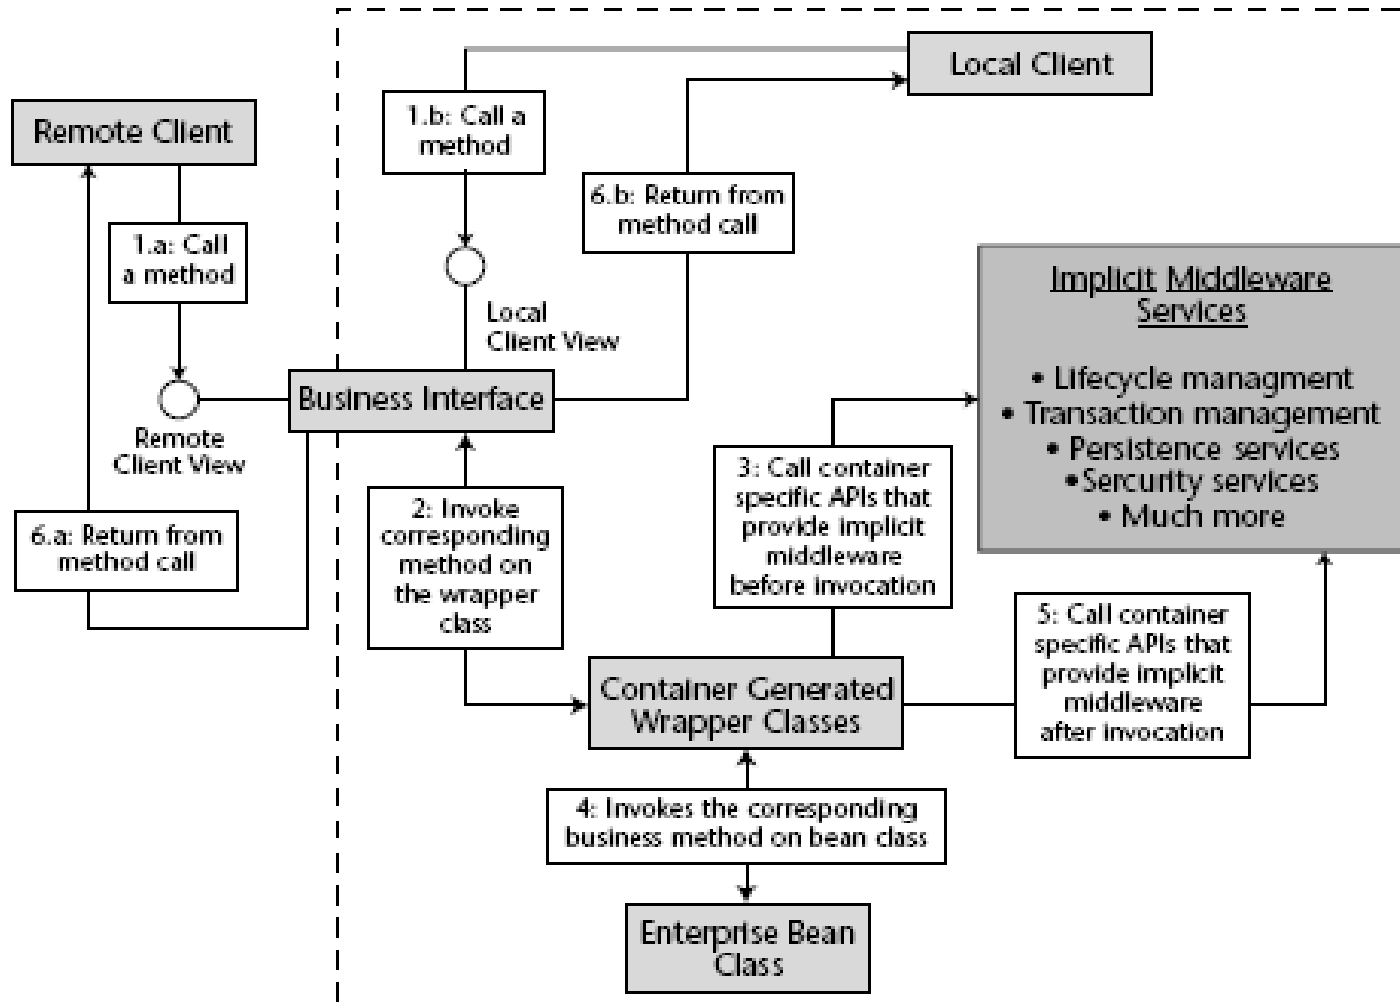 Local Client
Remote Client
1.b: Call a
method
6.b: Return from
method call
1.a: Call
a method
Local
Client View
Implicit Middleware
Services
• Lifecycle managment
• Transaction management
• Persistence services
•Sercurity services
• Much more
Business Interface
Remote
Client View
3: Call container
specific APIs that
provide implicit
middleware
before invocation
2: Invoke
corresponding
method on
the wrapper
class
6.a: Return from
method call
5: Call container
specific APIs that
provide implicit
middleware
after invocation
Container Generated
Wrapper Classes
4: Invokes the corresponding
business method on bean class
Enterprise Bean
Class